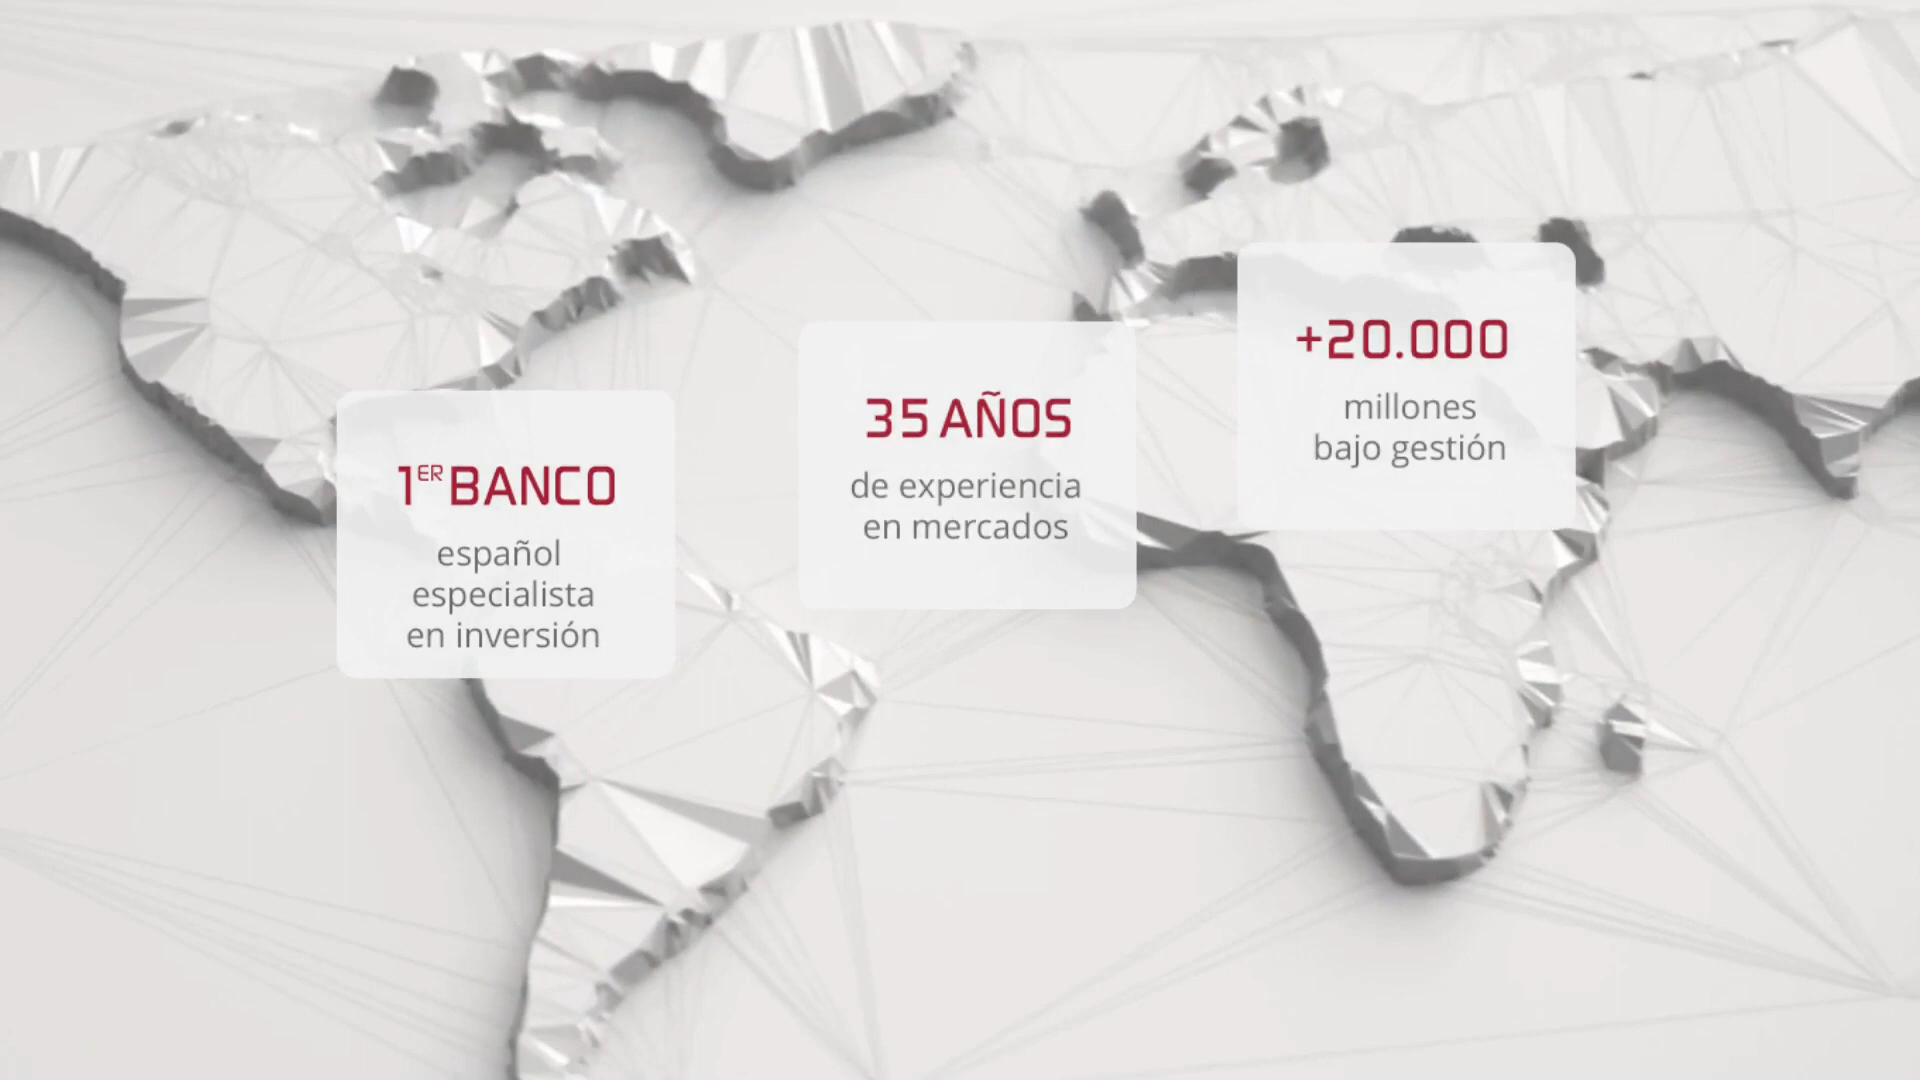 1ER BANCO
español
especialista
en inversión
35 AÑOS
de experiencia
en mercados
+20.000
millones
bajo gestión